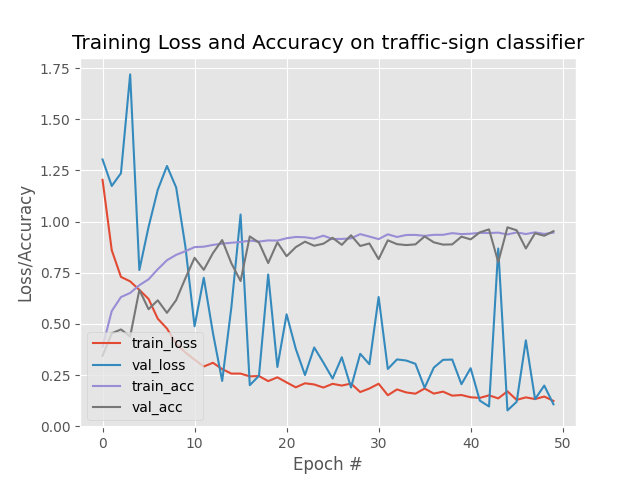 Training Loss and Accuracy on traffic-sign classifier
1.75
1.50
1.25
1.00
0.75
0.50
0.25
0.00
Loss/Accuracy
train_loss
val_loss
train_acc
val_acc
0 10 20 30 40 50
Epoch #